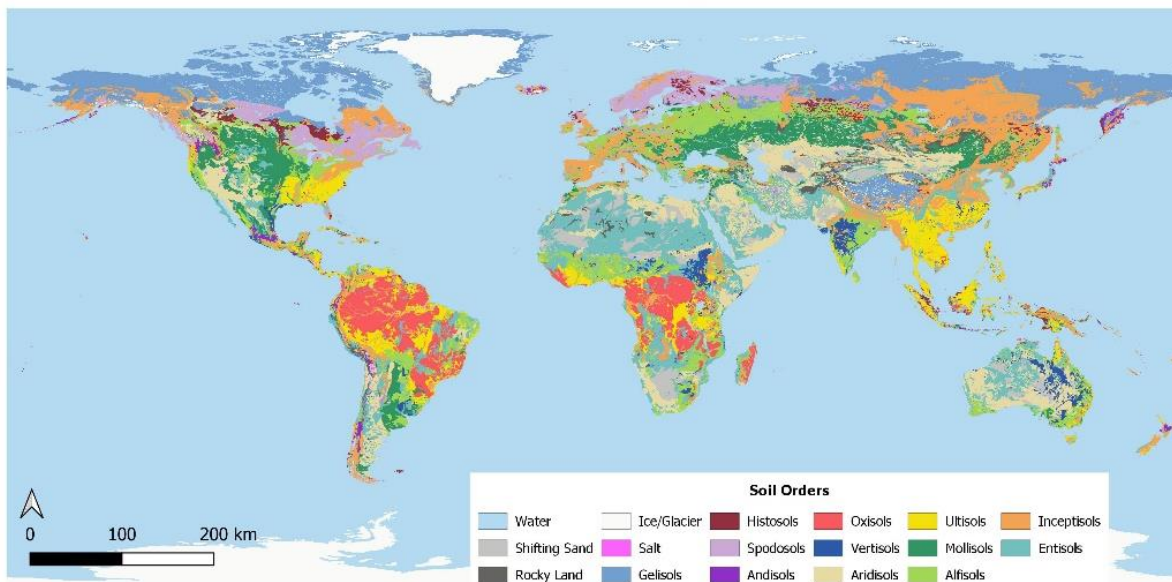 0 100 200 km
Soil Orders
Water Ice/Glacier Histosols Oxisols Ultisols Inceptisols
Shifting Sand Salt Spodosols Vertisols Mollisols Entisols
Rocky Land Gelisols Andisols Aridisols Alfisols